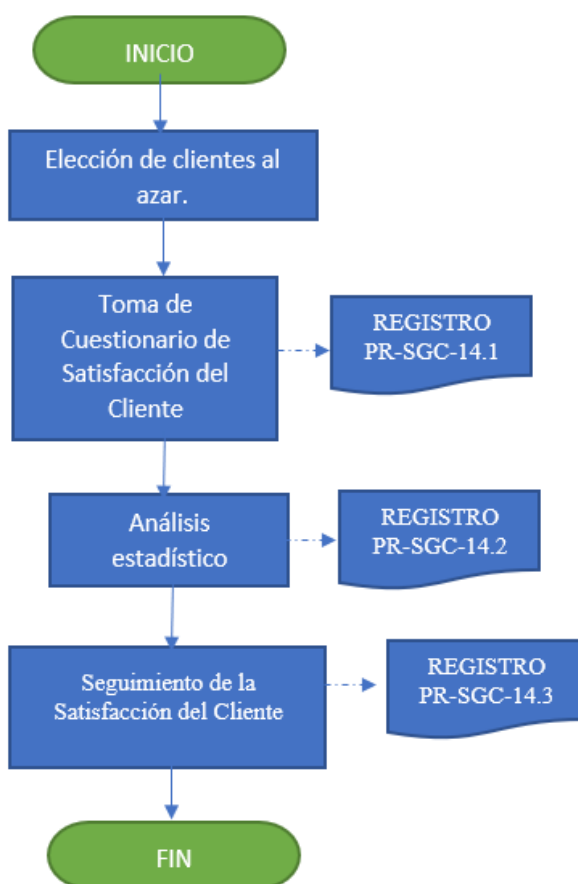 INICIO
Elección de clientes al
azar.
Toma de
Cuestionario de
Satisfacción del
Cliente
REGISTRO
PR-SGC-14.1
Análisis
estadístico
REGISTRO
PR-SGC-14.2
Seguimiento de la
Satisfacción del Cliente
REGISTRO
PR-SGC-14.3
FIN